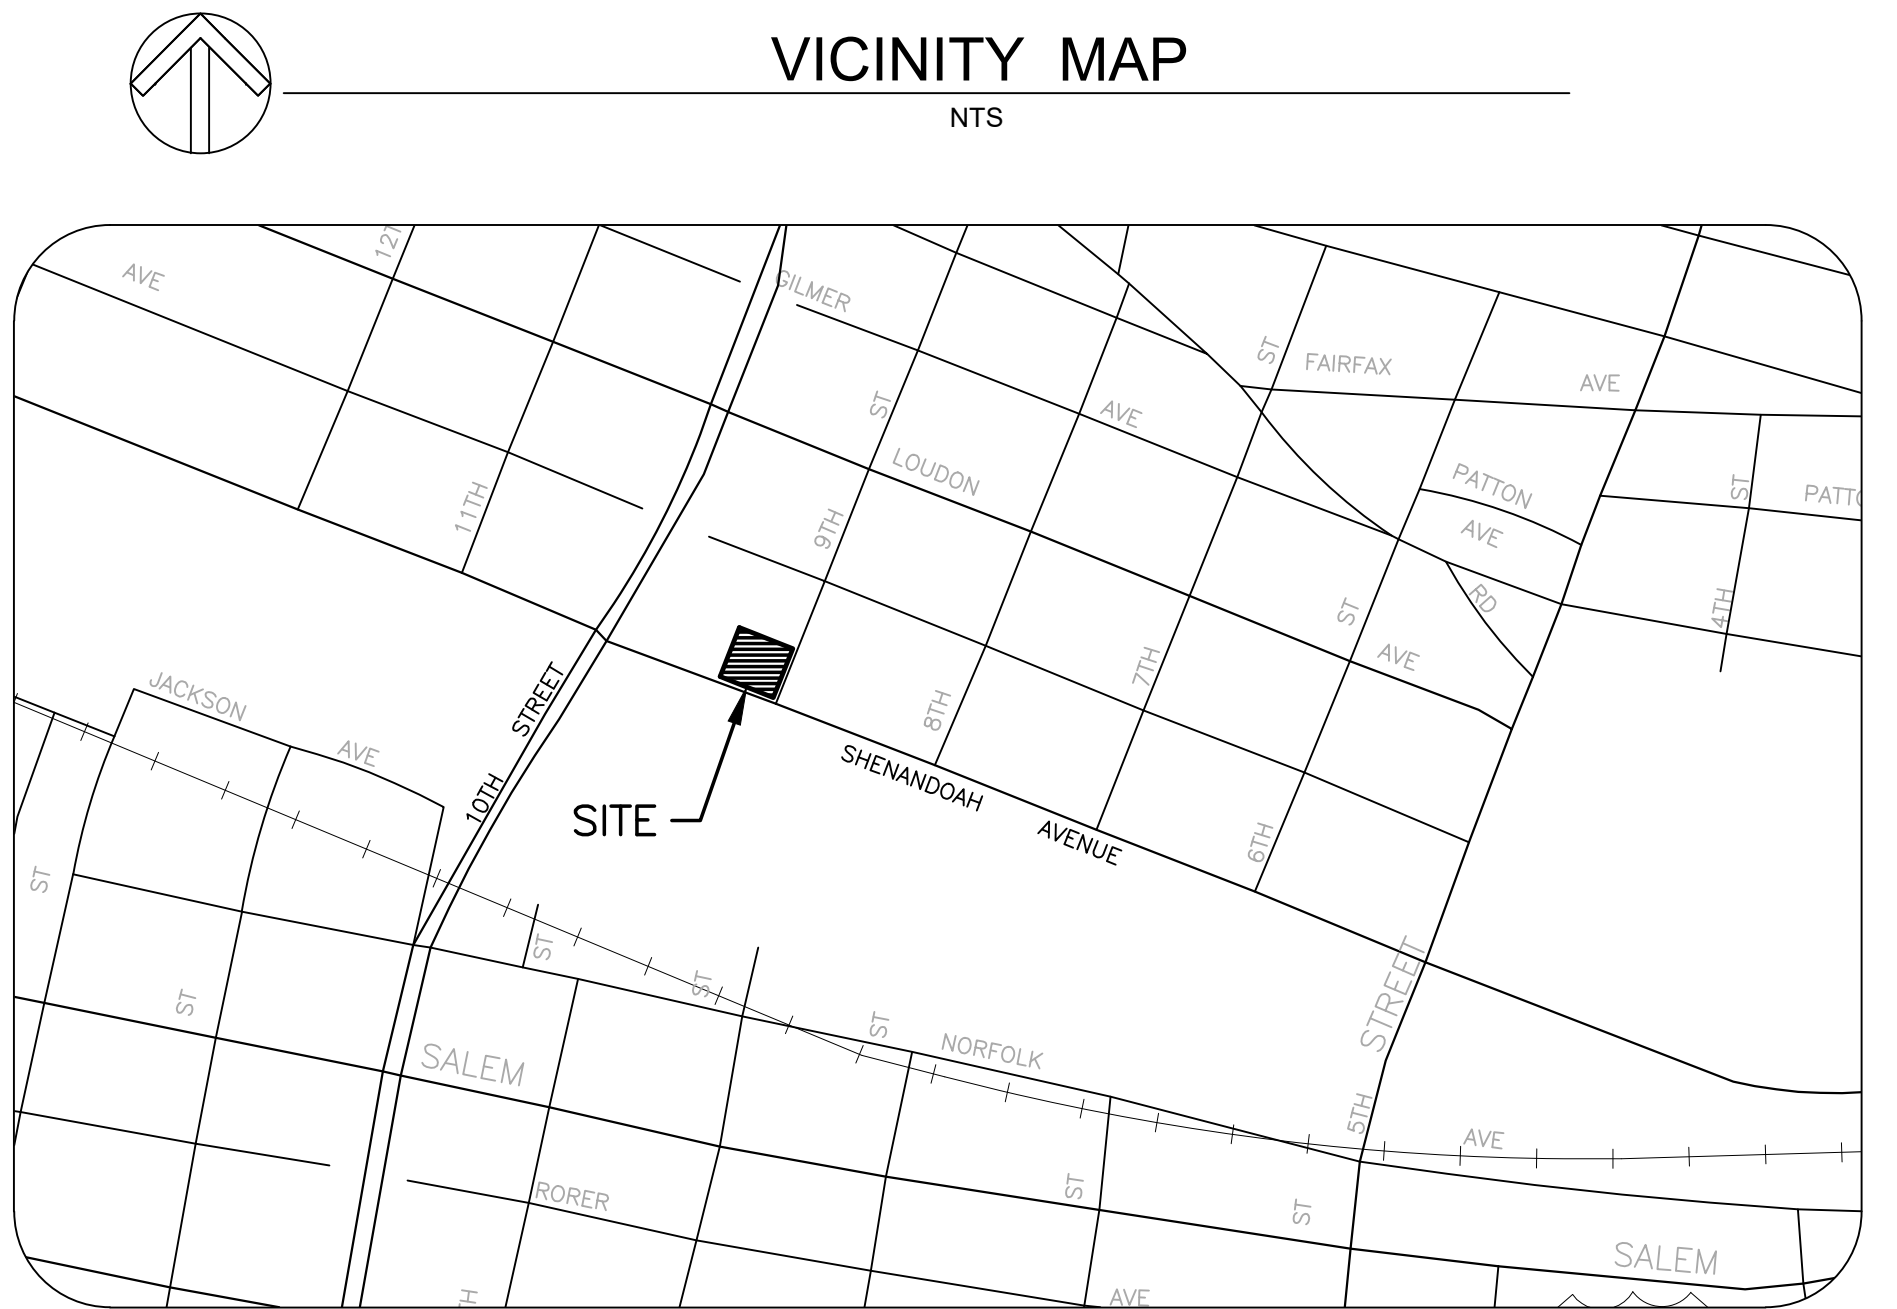 VICINITY MAP
NTS
12T
AVE
GILMER
ST
FAIRFAX
AVE
ST
AVE
LOUDON
PATTON
AVE
ST
PATTO
11TH
9TH
RD
4TH
ST
AVE
7TH
JACKSON
AVE
STREET
10TH
8TH
SITE
SHENANDOAH
AVENUE
6TH
ST
ST
ST
ST
ST
NORFOLK
STREET
SALEM
5TH
AVE
RORER
ST
ST
SALEM
TH
AVE